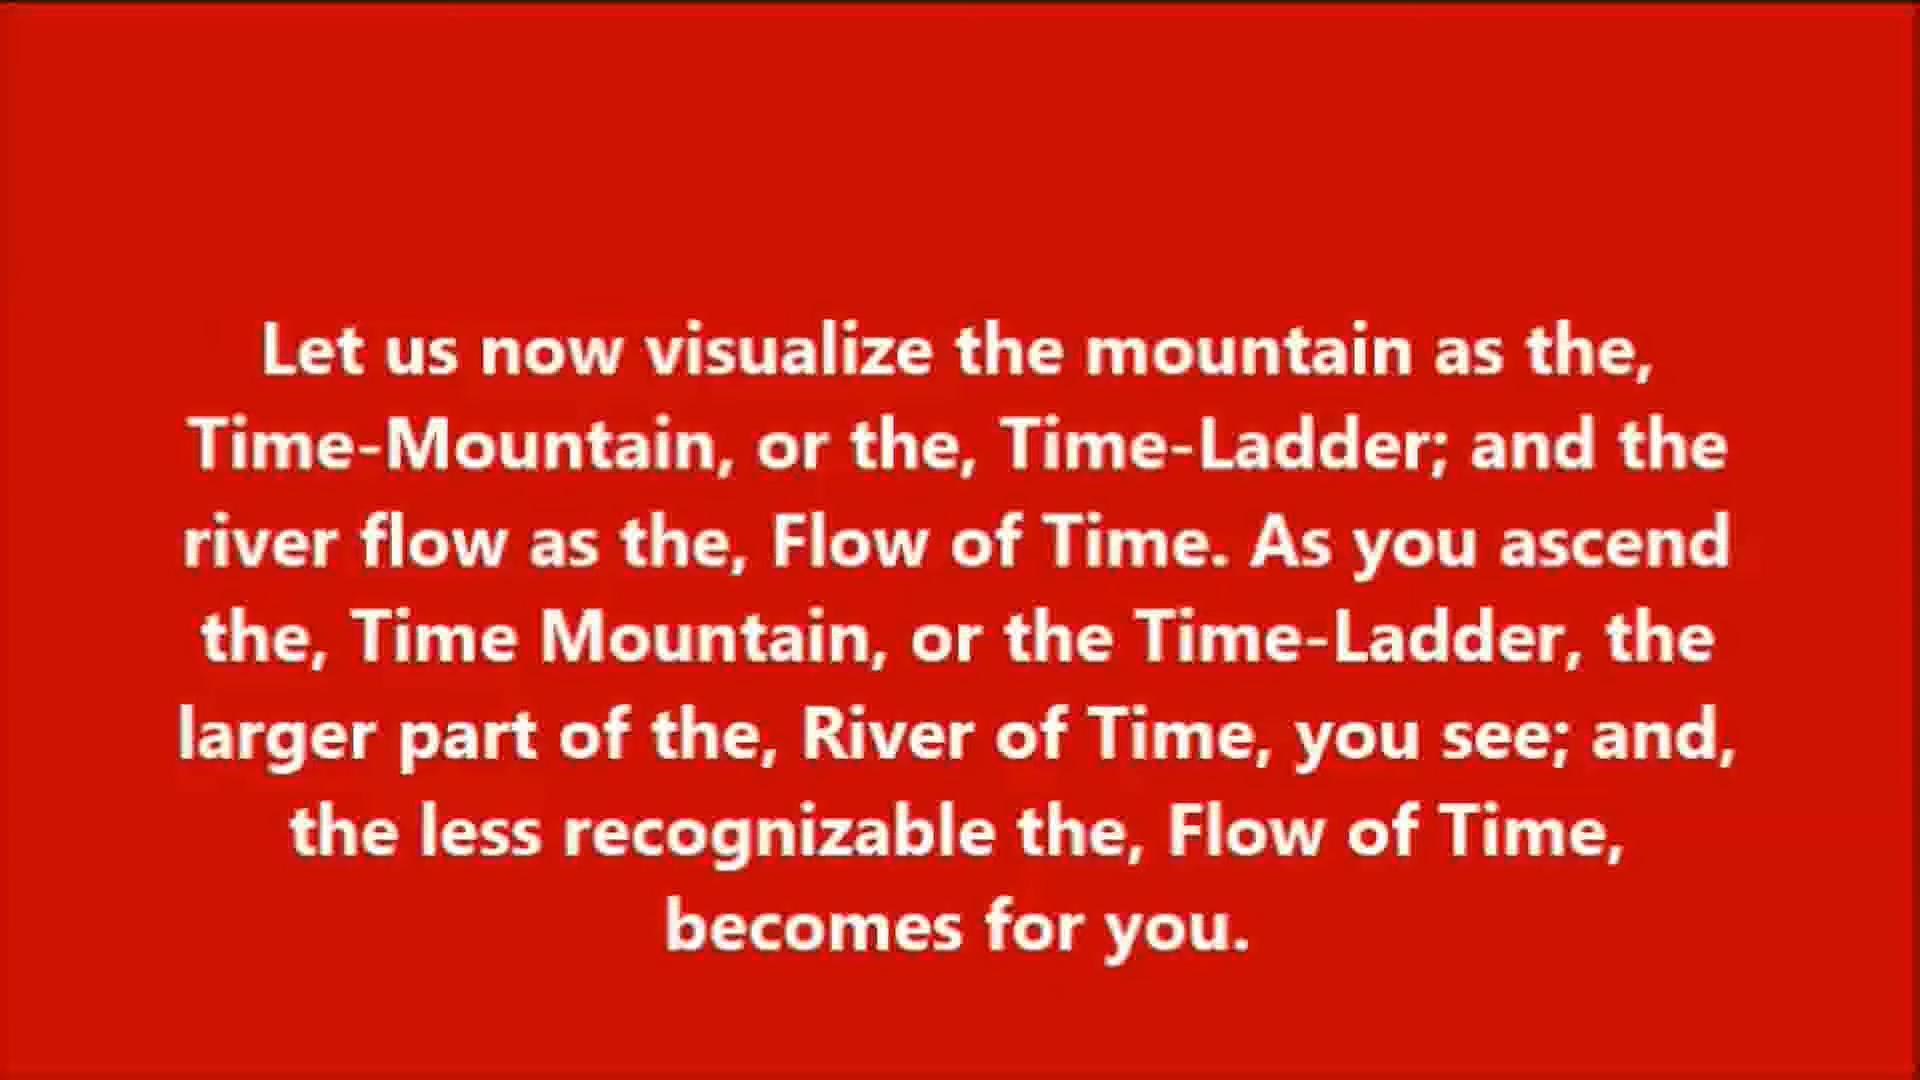 Let us now visualize the mountain as the,
Time-Mountain, or the, Time-Ladder; and the
river flow as the, Flow of Time. As you ascend
the, Time Mountain, or the Time-Ladder, the
larger part of the, River of Time, you see; and,
the less recognizable the, Flow of Time,
becomes for you.